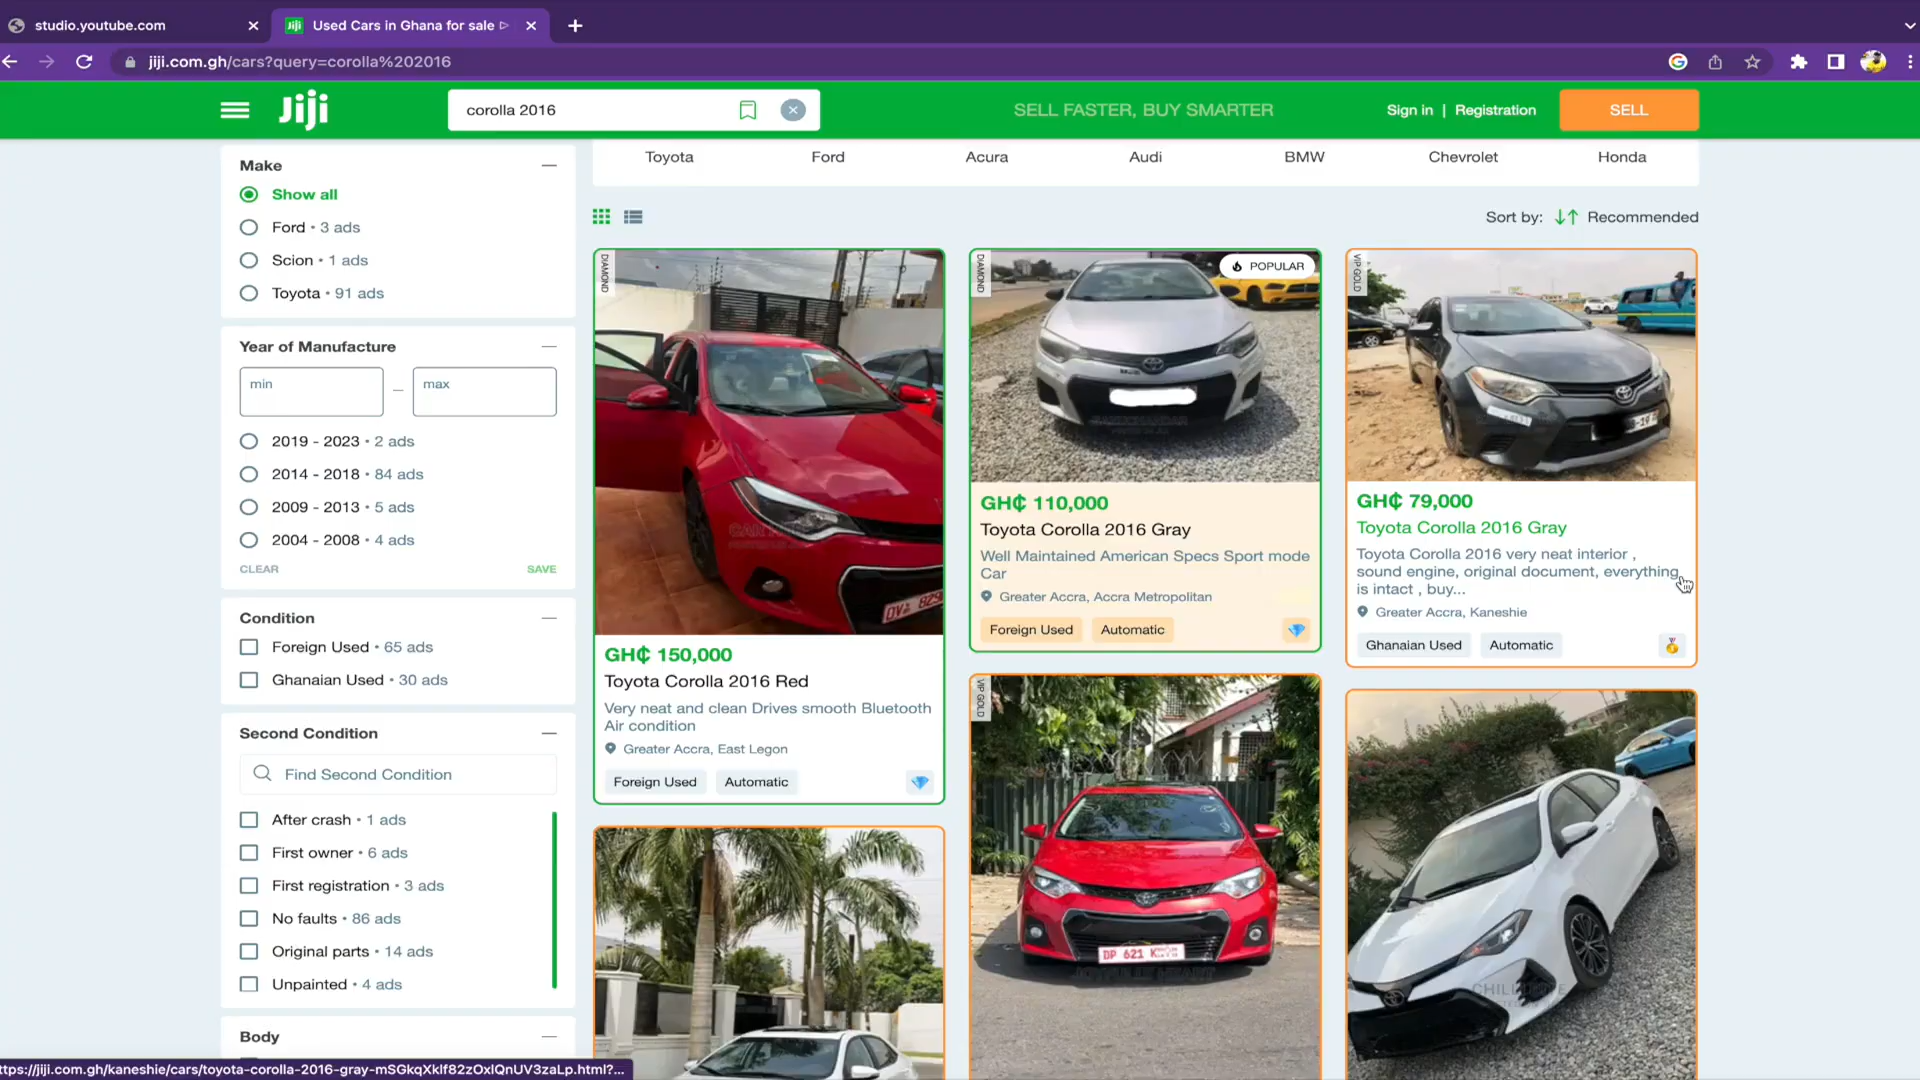 studio.youtube.com
Used Cars in Ghana for sale
jiji.com.gh/cars?query=corolla%202016
Jiji
corolla 2016
SELL FASTER, BUY SMARTER
Sign in | Registration
SELL
Toyota Ford Acura Audi BMW Chevrolet Honda
Sort by: Recommended
Make
Show all
Ford • 3 ads
Scion • 1 ads
Toyota • 91 ads
Year of Manufacture
min – max
2019 - 2023 • 2 ads
2014 - 2018 • 84 ads
2009 - 2013 • 5 ads
2004 - 2008 • 4 ads
CLEAR SAVE
Condition
Foreign Used • 65 ads
Ghanaian Used • 30 ads
Second Condition
Find Second Condition
After crash • 1 ads
First owner • 6 ads
First registration • 3 ads
No faults • 86 ads
Original parts • 14 ads
Unpainted • 4 ads
Body
DIAMOND
GH₵ 150,000
Toyota Corolla 2016 Red
Very neat and clean Drives smooth Bluetooth
Air condition
Greater Accra, East Legon
Foreign Used Automatic
DIAMOND
POPULAR
GH₵ 110,000
Toyota Corolla 2016 Gray
Well Maintained American Specs Sport mode
Car
Greater Accra, Accra Metropolitan
Foreign Used Automatic
VIP GOLD
DP 621
VIP GOLD
GH₵ 79,000
Toyota Corolla 2016 Gray
Toyota Corolla 2016 very neat interior ,
sound engine, original document, everything
is intact , buy...
Greater Accra, Kaneshie
Ghanaian Used Automatic
ttps://jiji.com.gh/kaneshie/cars/toyota-corolla-2016-gray-mSGkqXklf82zOxlQnUV3zaLp.html?...